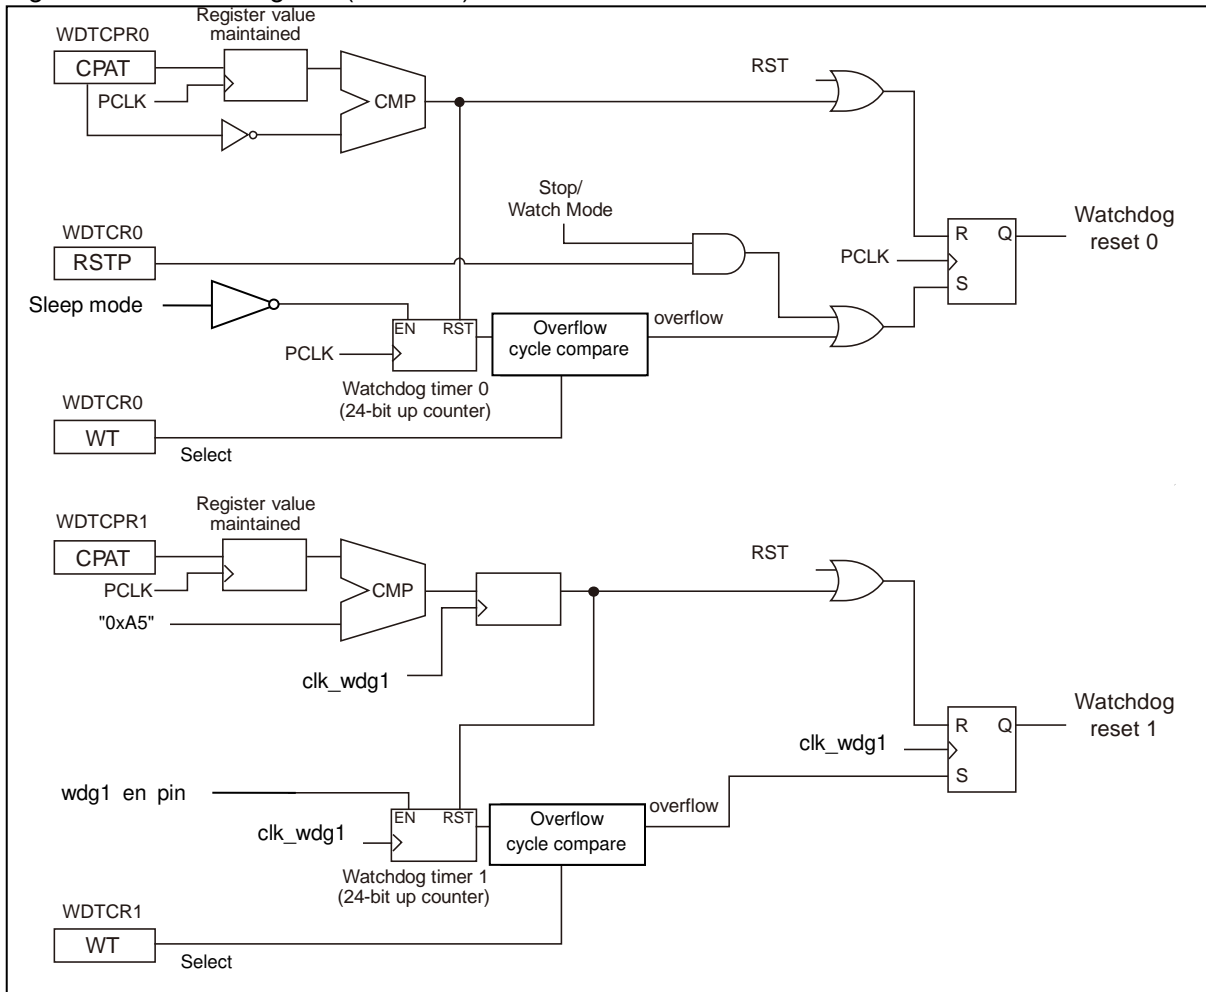 Register value
maintained
WDTCPR0
CPAT
PCLK
CMP
RST
Stop/
Watch Mode
WDTCR0
RSTP
Sleep mode
PCLK
R Q
S
Watchdog
reset 0
EN RST
PCLK
Overflow
cycle compare
overflow
Watchdog timer 0
(24-bit up counter)
WDTCR0
WT
Select
Register value
maintained
WDTCPR1
CPAT
PCLK
"0xA5"
CMP
clk_wdg1
RST
R Q
S
clk_wdg1
Watchdog
reset 1
wdg1 en pin
EN RST
clk_wdg1
Overflow
cycle compare
overflow
Watchdog timer 1
(24-bit up counter)
WDTCR1
WT
Select